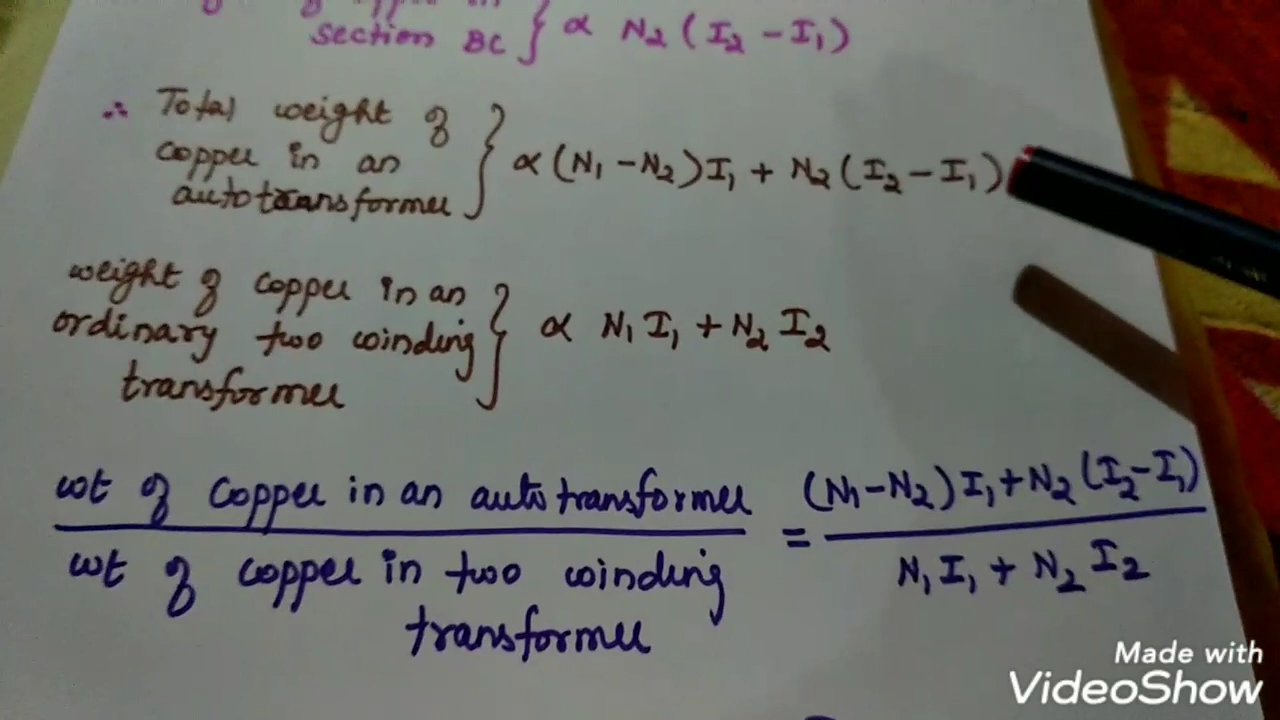 section BC } ∝ N₂ (I₂ - I₁)
∴ Total weight of
copper in an
autotransformer } ∝ (N₁ - N₂) I₁ + N₂ (I₂ - I₁)
weight of copper in an
ordinary two winding
transformer } ∝ N₁ I₁ + N₂ I₂
wt of copper in an autotransformer
wt of copper in two winding
transformer
= (N₁ - N₂) I₁ + N₂ (I₂ - I₁)
N₁ I₁ + N₂ I₂
Made with
VideoShow